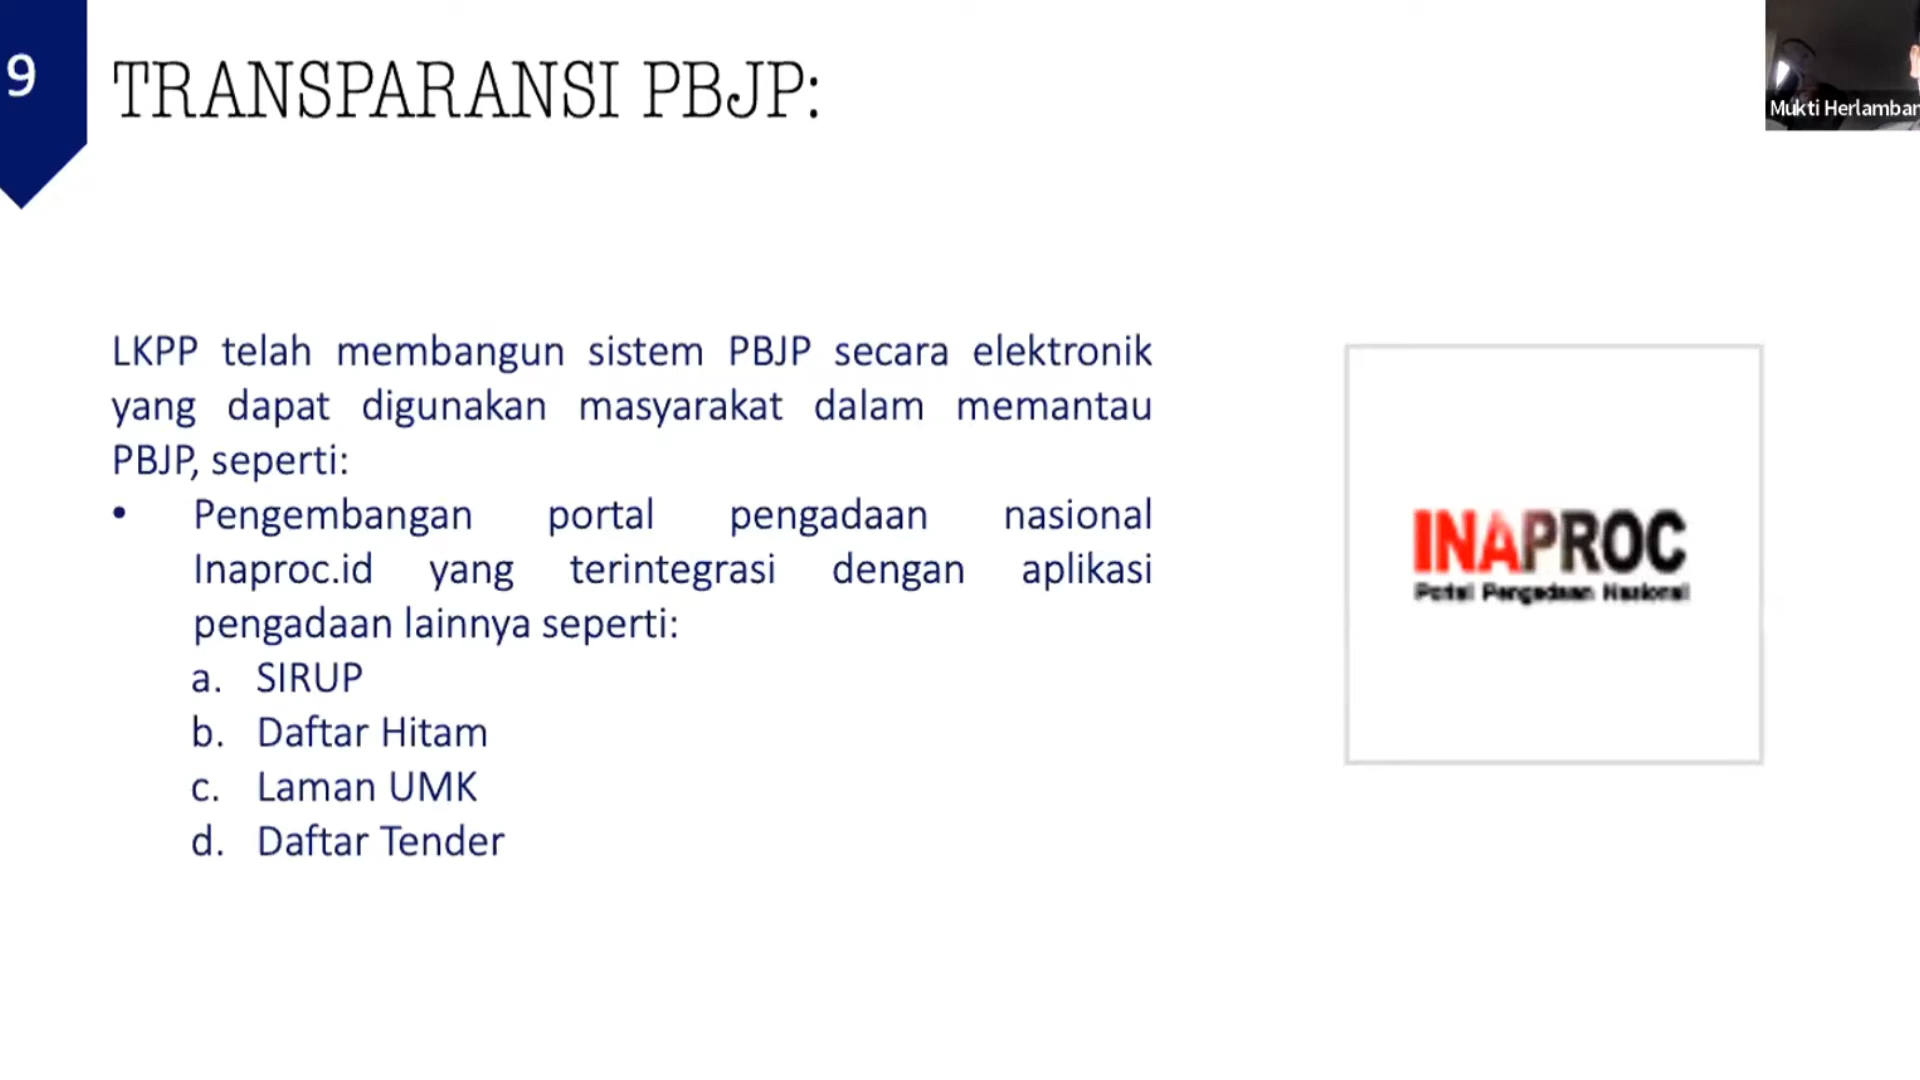 9
TRANSPARANSI PBJP:
Mukti Herlamban
LKPP telah membangun sistem PBJP secara elektronik
yang dapat digunakan masyarakat dalam memantau
PBJP, seperti:
• Pengembangan portal pengadaan nasional
Inaproc.id yang terintegrasi dengan aplikasi
pengadaan lainnya seperti:
a. SIRUP
b. Daftar Hitam
c. Laman UMK
d. Daftar Tender
INAPROC
Portal Pengadaan Nasional